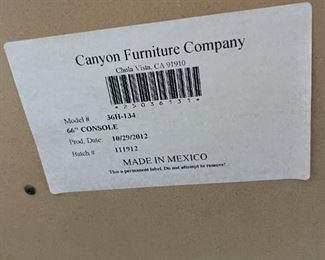 Canyon Furniture Company
Chula Vista, CA 91910
*25036131*
Model # 36H-134
66" CONSOLE
Prod. Date: 10/29/2012
Batch # 111912
MADE IN MEXICO
This a permanent label. Do not attempt to remove!